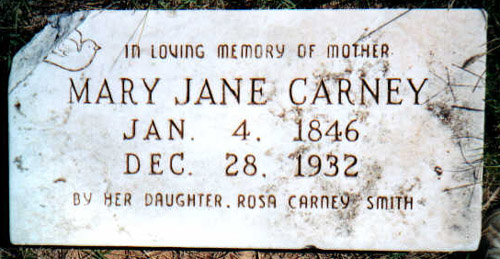 IN LOVING MEMORY OF MOTHER
MARY JANE CARNEY
JAN. 4, 1846
DEC. 28, 1932
BY HER DAUGHTER, ROSA CARNEY SMITH